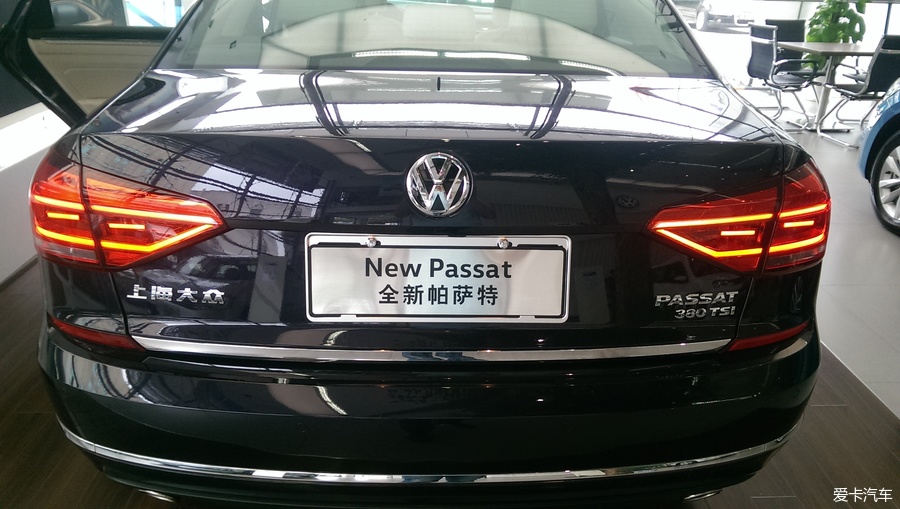 New Passat
全新帕萨特
上海大众
PASSAT
380 TSI
爱卡汽车